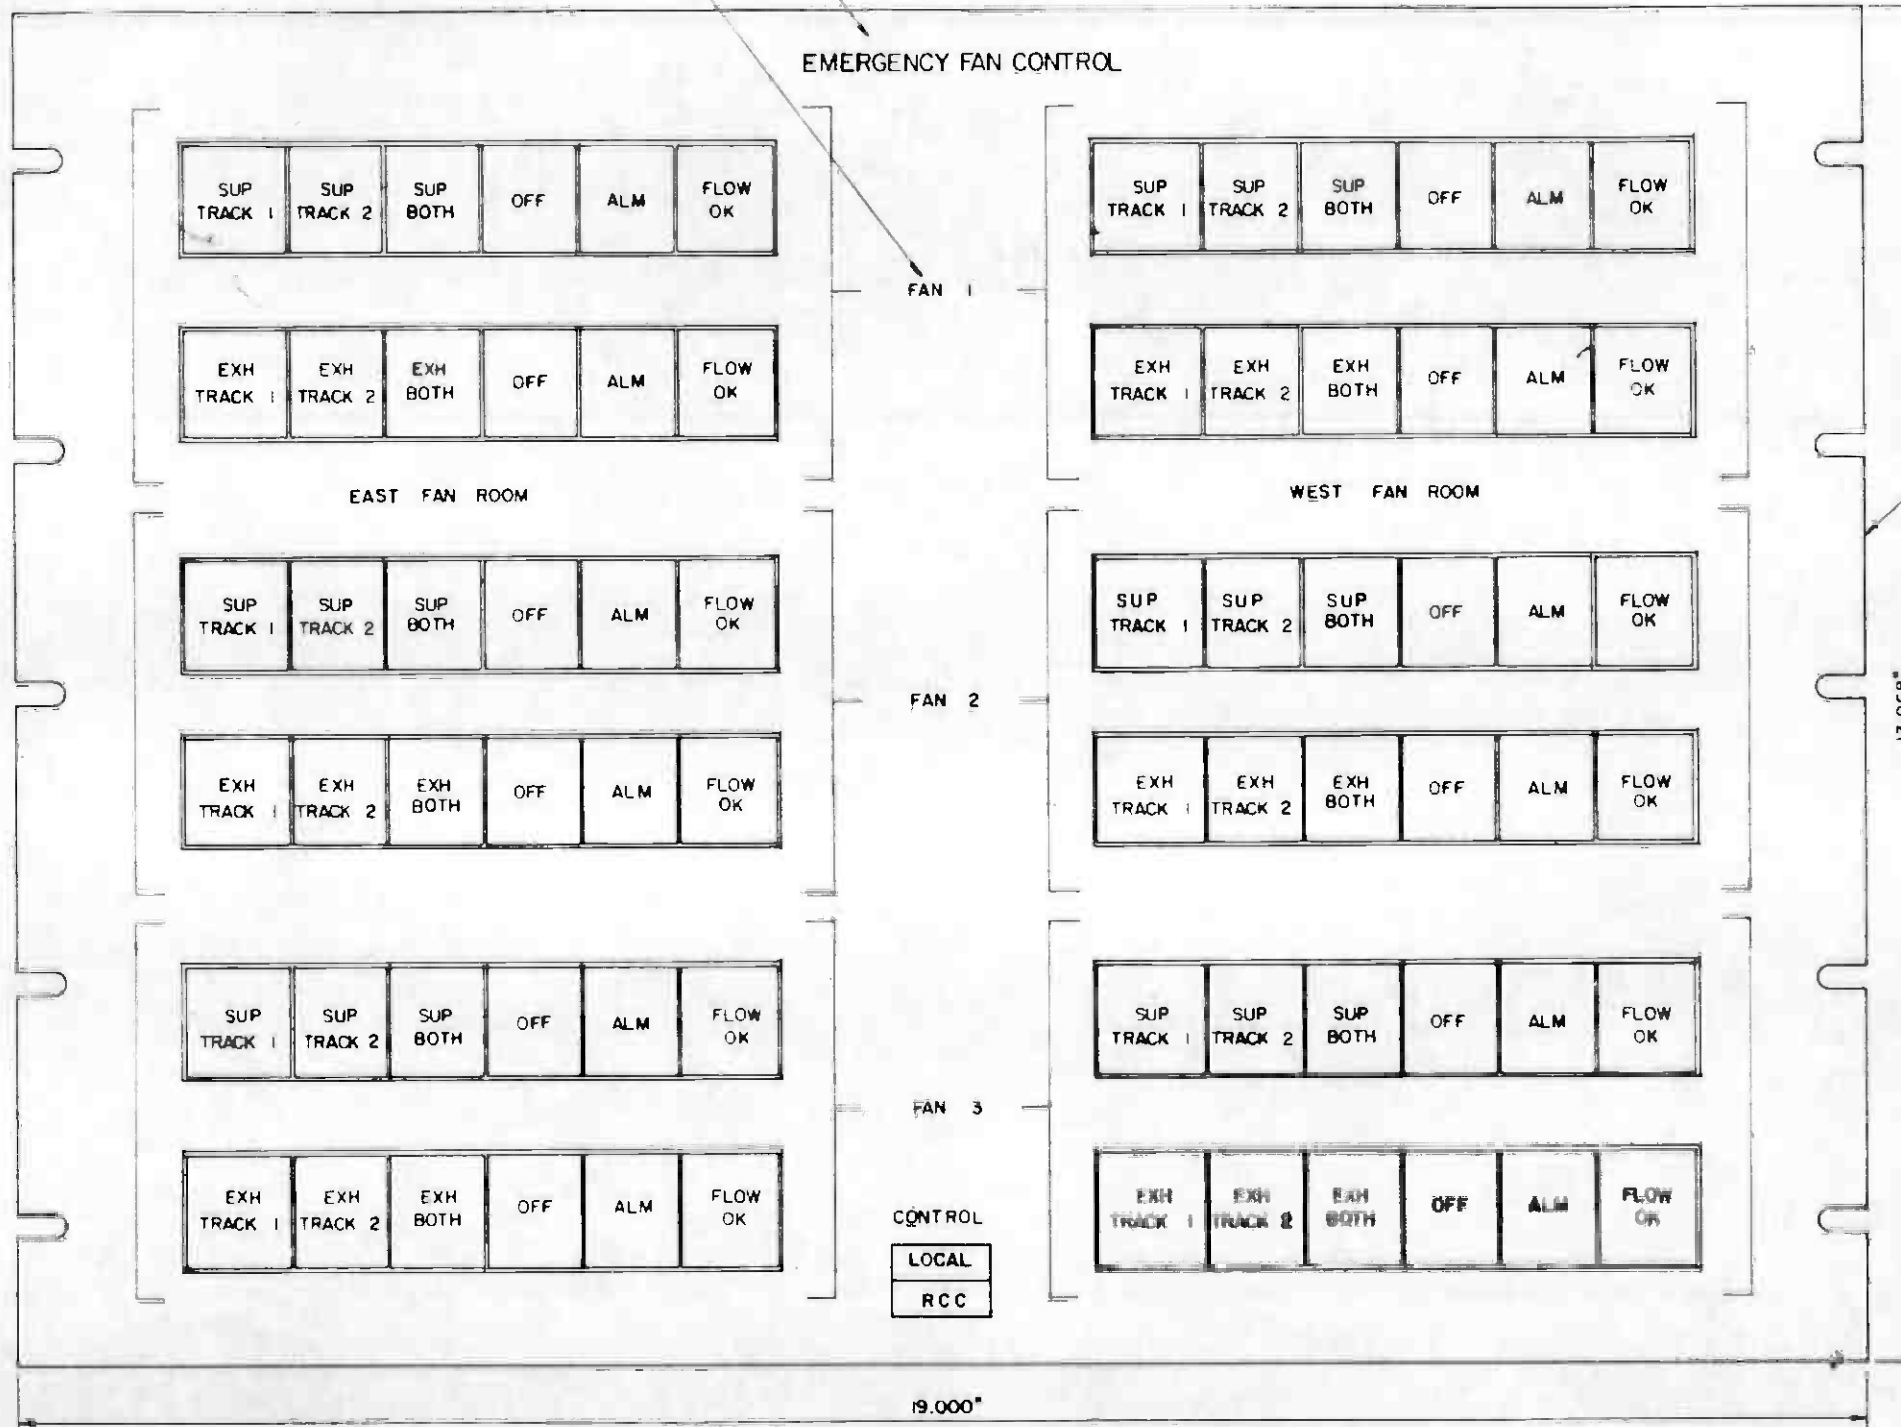 EMERGENCY FAN CONTROL
SUP TRACK 1 SUP TRACK 2 SUP BOTH OFF ALM FLOW OK
SUP TRACK 1 SUP TRACK 2 SUP BOTH OFF ALM FLOW OK
FAN 1
EXH TRACK 1 EXH TRACK 2 EXH BOTH OFF ALM FLOW OK
EXH TRACK 1 EXH TRACK 2 EXH BOTH OFF ALM FLOW OK
EAST FAN ROOM
WEST FAN ROOM
SUP TRACK 1 SUP TRACK 2 SUP BOTH OFF ALM FLOW OK
SUP TRACK 1 SUP TRACK 2 SUP BOTH OFF ALM FLOW OK
FAN 2
EXH TRACK 1 EXH TRACK 2 EXH BOTH OFF ALM FLOW OK
EXH TRACK 1 EXH TRACK 2 EXH BOTH OFF ALM FLOW OK
SUP TRACK 1 SUP TRACK 2 SUP BOTH OFF ALM FLOW OK
SUP TRACK 1 SUP TRACK 2 SUP BOTH OFF ALM FLOW OK
FAN 3
EXH TRACK 1 EXH TRACK 2 EXH BOTH OFF ALM FLOW OK
EXH TRACK 1 EXH TRACK 2 EXH BOTH OFF ALM FLOW OK
CONTROL
LOCAL
RCC
19.000"